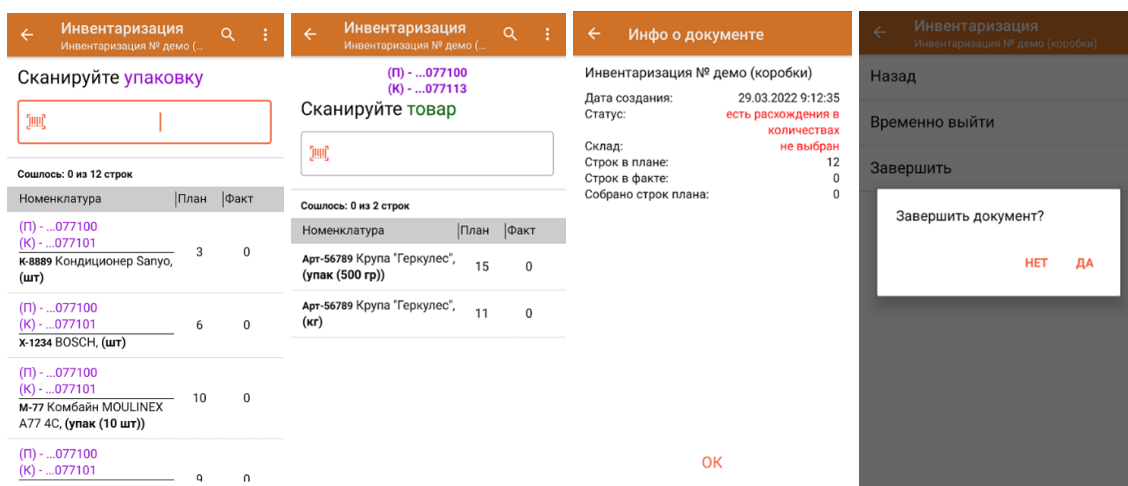 Инвентаризация
Инвентаризация № демо (...
Сканируйте упаковку
Сошлось: 0 из 12 строк
Номенклатура План Факт
(П) - ...077100
(К) - ...077101
К-8889 Кондиционер Sanyo, (шт) 3 0
(П) - ...077100
(К) - ...077101
X-1234 BOSCH, (шт) 6 0
(П) - ...077100
(К) - ...077101
М-77 Комбайн MOULINEX
А77 4С, (упак (10 шт)) 10 0
(П) - ...077100
(К) - ...077101
9 0
Инвентаризация
Инвентаризация № демо (...
(П) - ...077100
(К) - ...077113
Сканируйте товар
Сошлось: 0 из 2 строк
Номенклатура План Факт
Арт-56789 Крупа "Геркулес",
(упак (500 гр)) 15 0
Арт-56789 Крупа "Геркулес",
(кг) 11 0
Инфо о документе
Инвентаризация № демо (коробки)
Дата создания: 29.03.2022 9:12:35
Статус: есть расхождения в
количествах
Склад: не выбран
Строк в плане: 12
Строк в факте: 0
Собрано строк плана: 0
ОК
Инвентаризация
Инвентаризация № демо (коробки)
Назад
Временно выйти
Завершить
Завершить документ?
НЕТ ДА